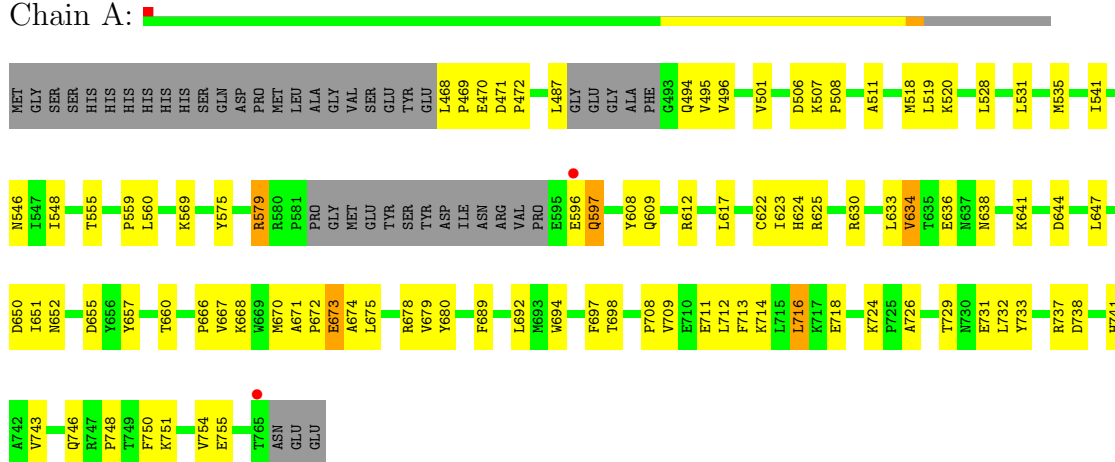 Chain A:
MET GLY SER SER HIS HIS HIS HIS HIS HIS SER GLN ASP PRO MET LEU ALA GLY VAL SER GLU TYR GLU L468 P469 E470 D471 P472 L487 GLY GLU GLY ALA PHE G493 Q494 V495 V496 V501 D506 K507 P508 A511 M518 L519 K520 L528 L531 M535 I541
N546 I547 I548 T555 P559 L560 K569 Y575 R579 R580 P581 PRO GLY MET GLU TYR SER TYR ASP ILE ASN ARG VAL PRO E595 E596 Q597 Y608 Q609 R612 L617 C622 I623 H624 R625 R630 L633 V634 T635 E636 N637 N638 K641 D644 L647
D650 I651 N652 D655 Y656 Y657 T660 P666 V667 K668 W669 M670 A671 P672 E673 A674 L675 R678 V679 Y680 F689 L692 M693 W694 F697 T698 P708 V709 E710 E711 L712 F713 K714 L715 L716 K717 E718 K724 P725 A726 T729 N730 E731 L732 Y733 R737 D738 H741
A742 V743 Q746 R747 P748 T749 F750 K751 V754 E755 T765 ASN GLU GLU